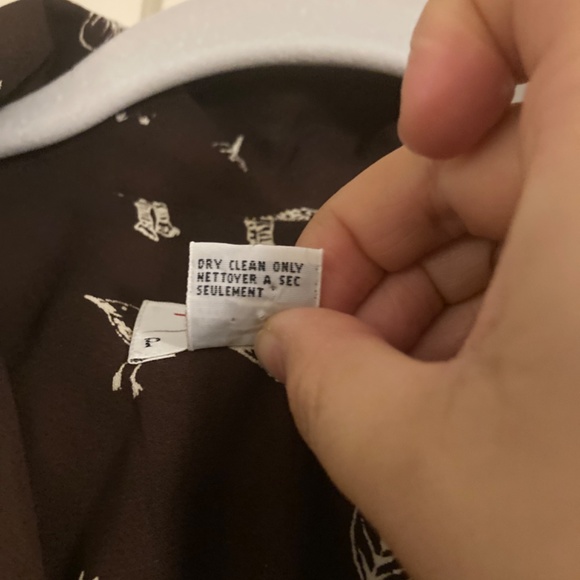 DRY CLEAN ONLY
NETTOYER A SEC
SEULEMENT
P